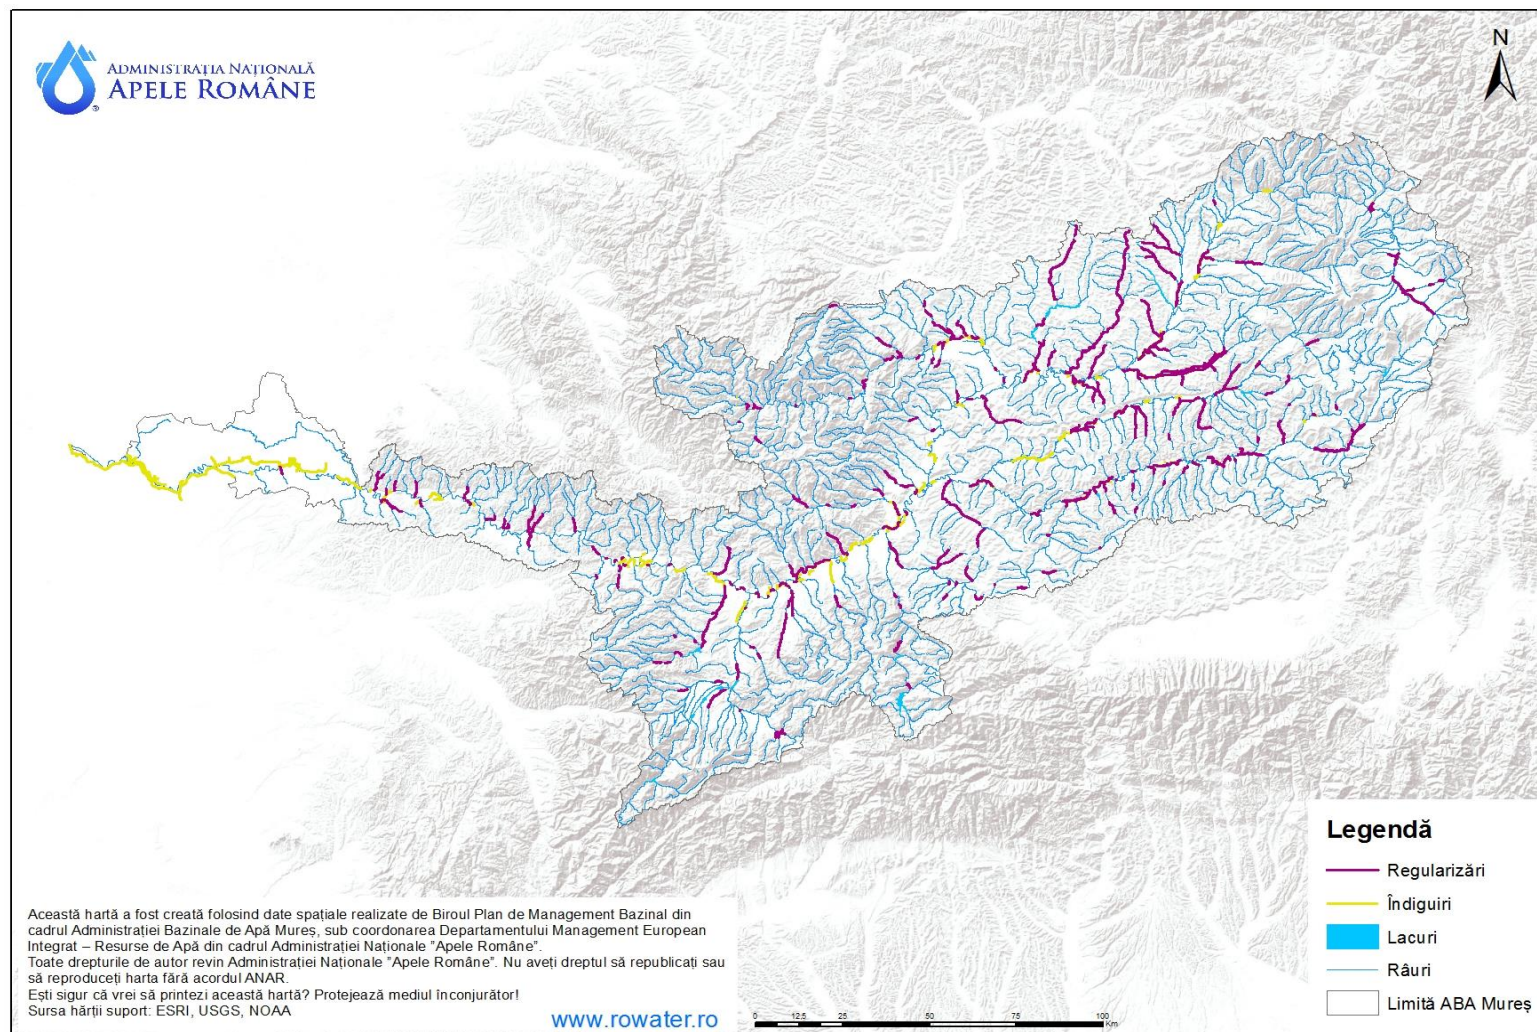 ADMINISTRAȚIA NAȚIONALĂ
APELE ROMÂNE
®
N
Legendă
Regularizări
Îndiguiri
Lacuri
Râuri
Limită ABA Mureș
Această hartă a fost creată folosind date spațiale realizate de Biroul Plan de Management Bazinal din
cadrul Administrației Bazinale de Apă Mureș, sub coordonarea Departamentului Management European
Integrat – Resurse de Apă din cadrul Administrației Naționale "Apele Române".
Toate drepturile de autor revin Administrației Naționale "Apele Române". Nu aveți dreptul să republicați sau
să reproduceți harta fără acordul ANAR.
Ești sigur că vrei să printezi această hartă? Protejează mediul înconjurător!
Sursa hărții suport: ESRI, USGS, NOAA
www.rowater.ro
0 12,5 25 50 75 100
Km